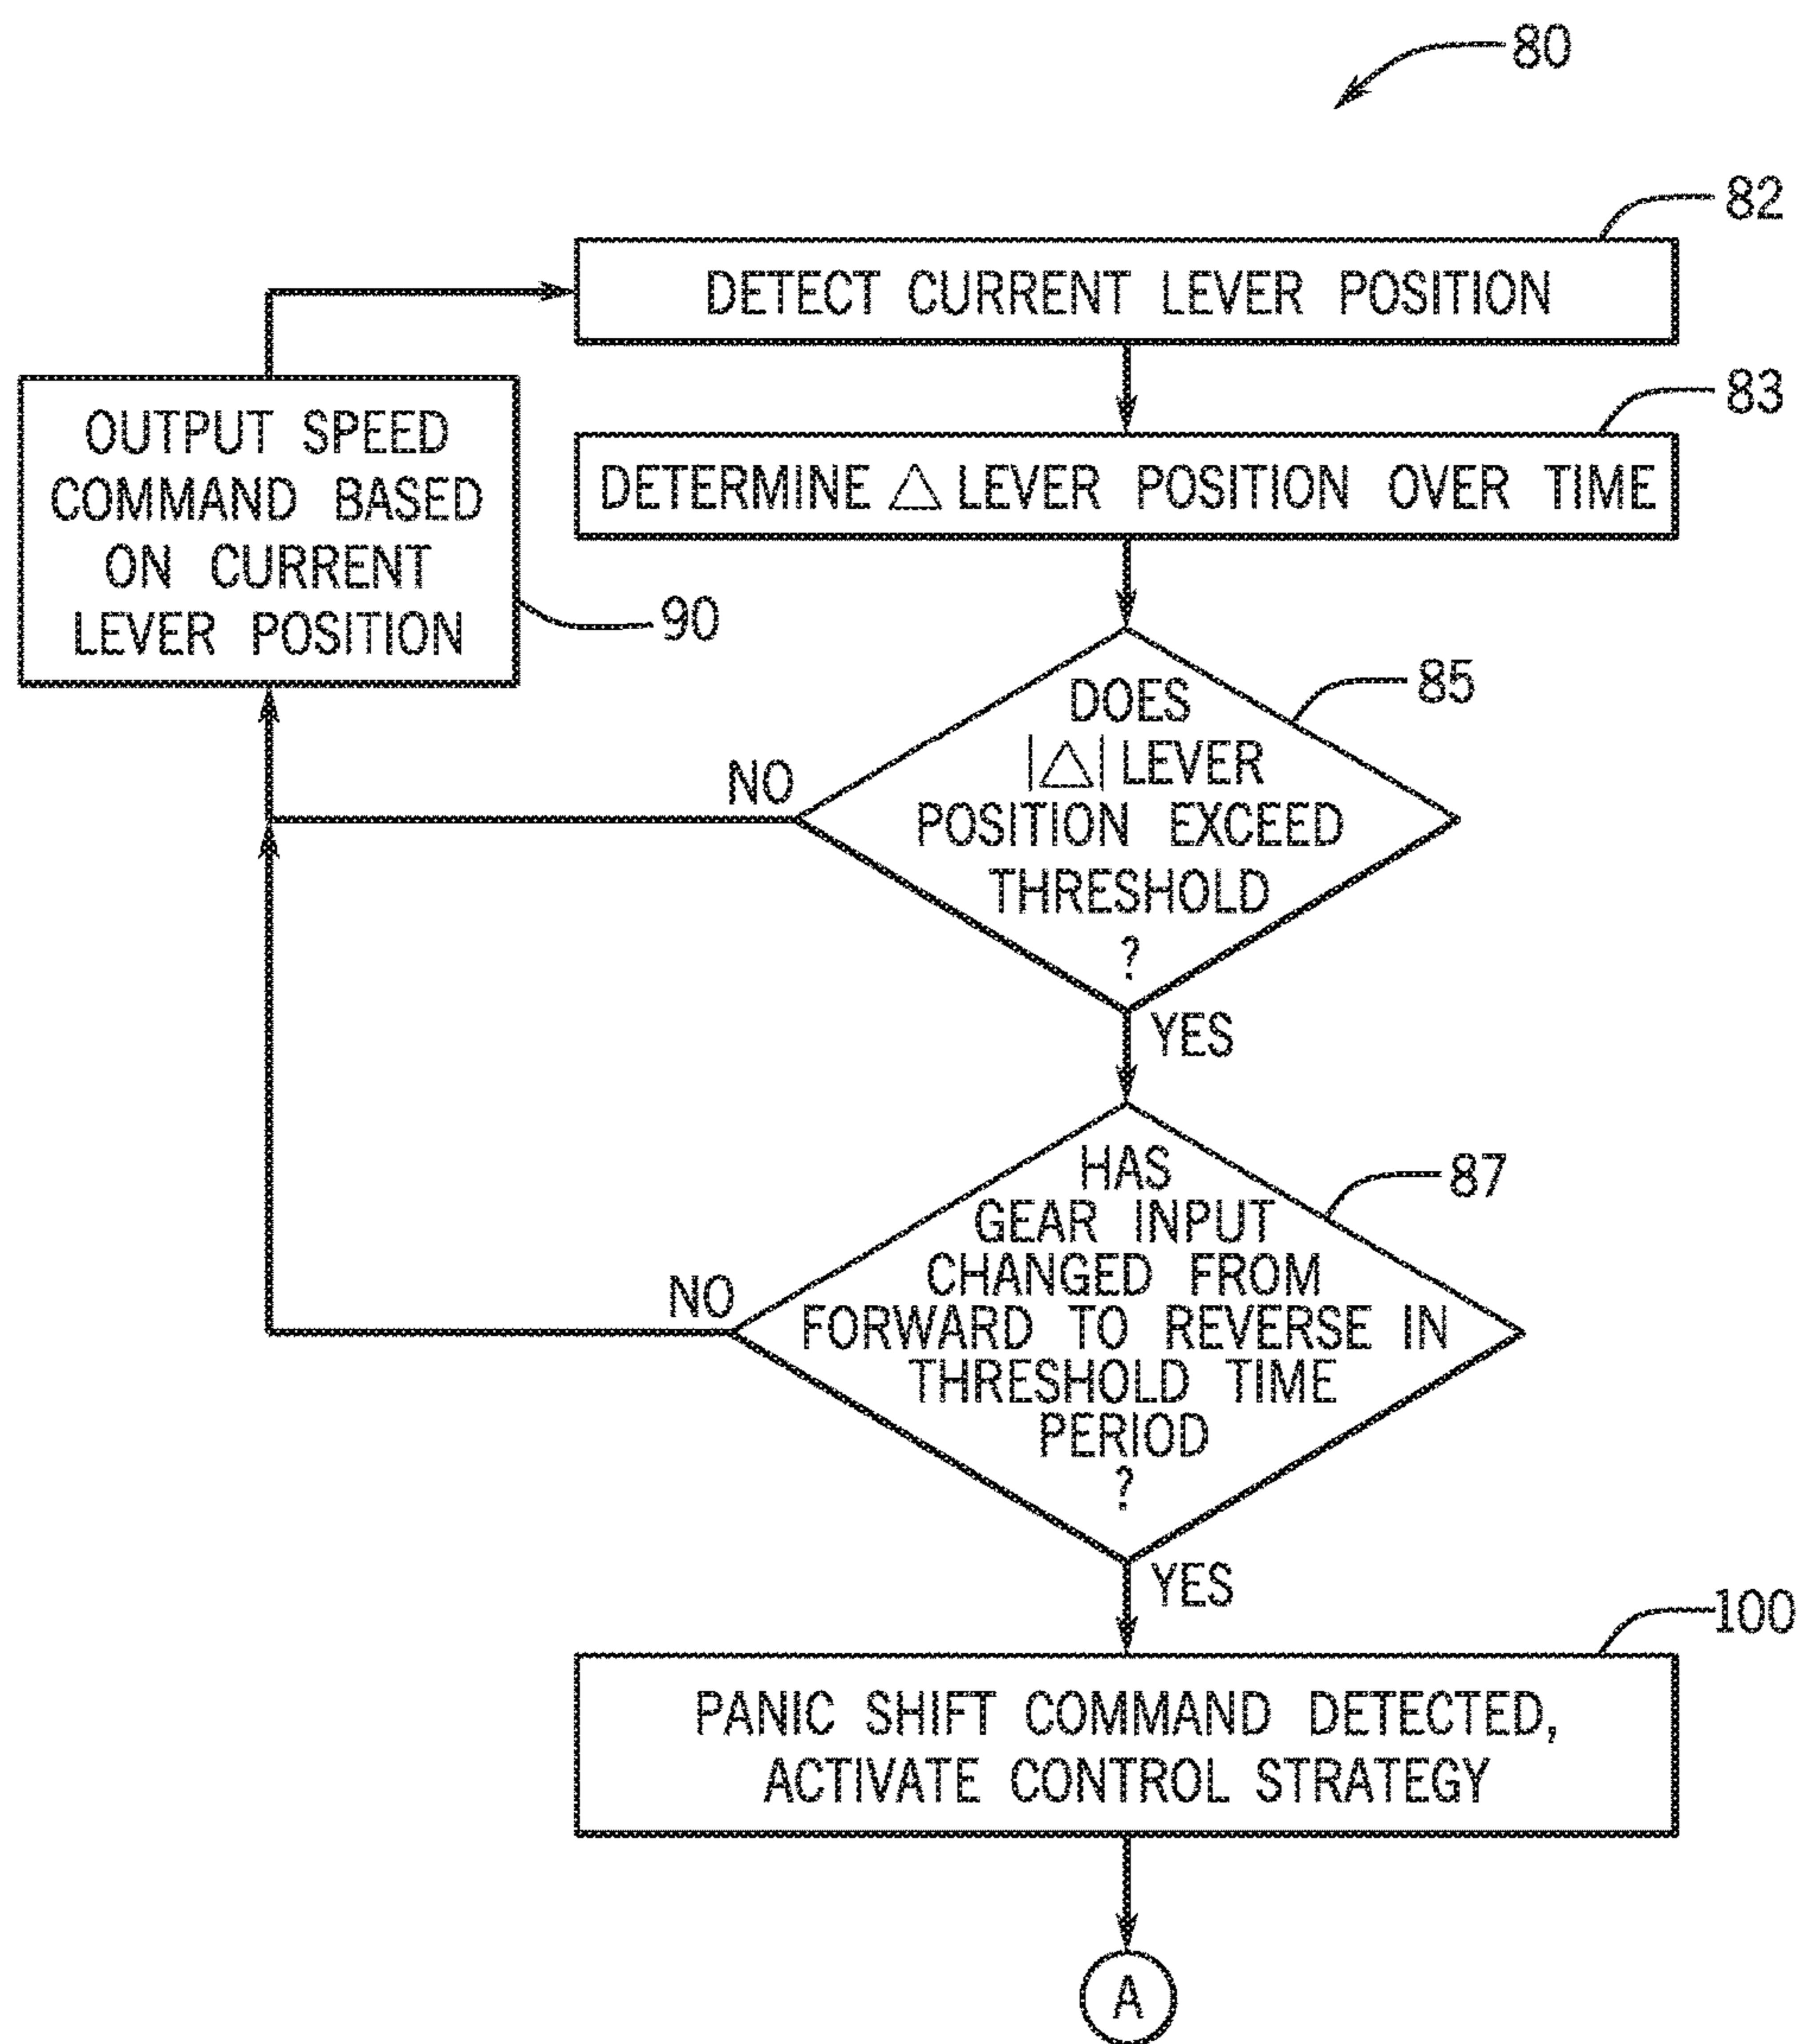 80
82
DETECT CURRENT LEVER POSITION
83
DETERMINE △ LEVER POSITION OVER TIME
OUTPUT SPEED
COMMAND BASED
ON CURRENT
LEVER POSITION
90
85
DOES
|△| LEVER
POSITION EXCEED
THRESHOLD
?
NO
YES
87
HAS
GEAR INPUT
CHANGED FROM
FORWARD TO REVERSE IN
THRESHOLD TIME
PERIOD
?
NO
YES
100
PANIC SHIFT COMMAND DETECTED,
ACTIVATE CONTROL STRATEGY
A